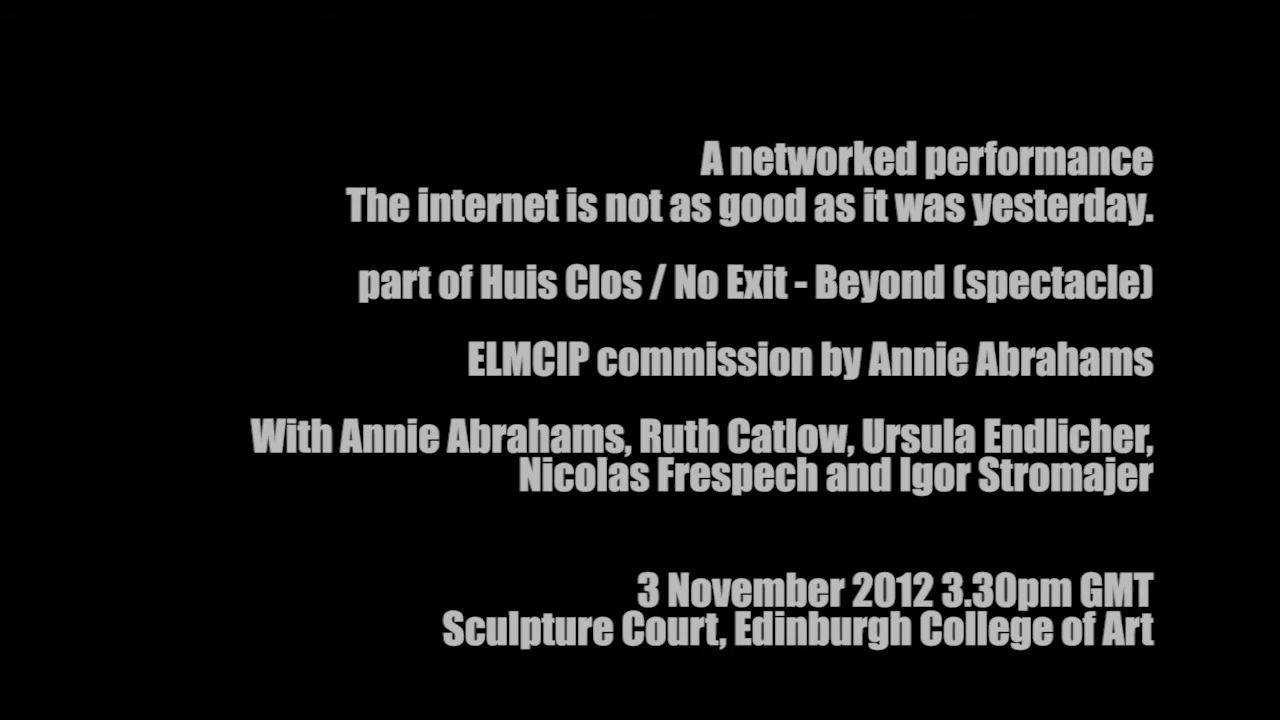 A networked performance
The internet is not as good as it was yesterday.
part of Huis Clos / No Exit - Beyond (spectacle)
ELMCIP commission by Annie Abrahams
With Annie Abrahams, Ruth Catlow, Ursula Endlicher,
Nicolas Frespech and Igor Stromajer
3 November 2012 3.30pm GMT
Sculpture Court, Edinburgh College of Art